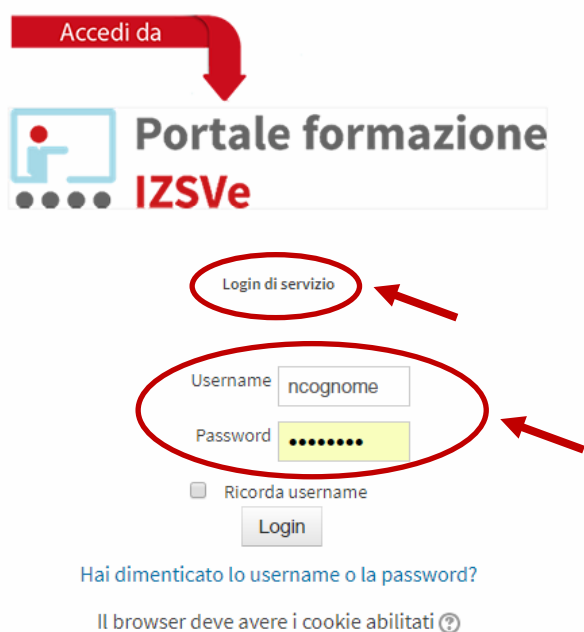 Accedi da
Portale formazione
IZSVe
Login di servizio
Username ncognome
Password ••••••••
Ricorda username
Login
Hai dimenticato lo username o la password?
Il browser deve avere i cookie abilitati ?